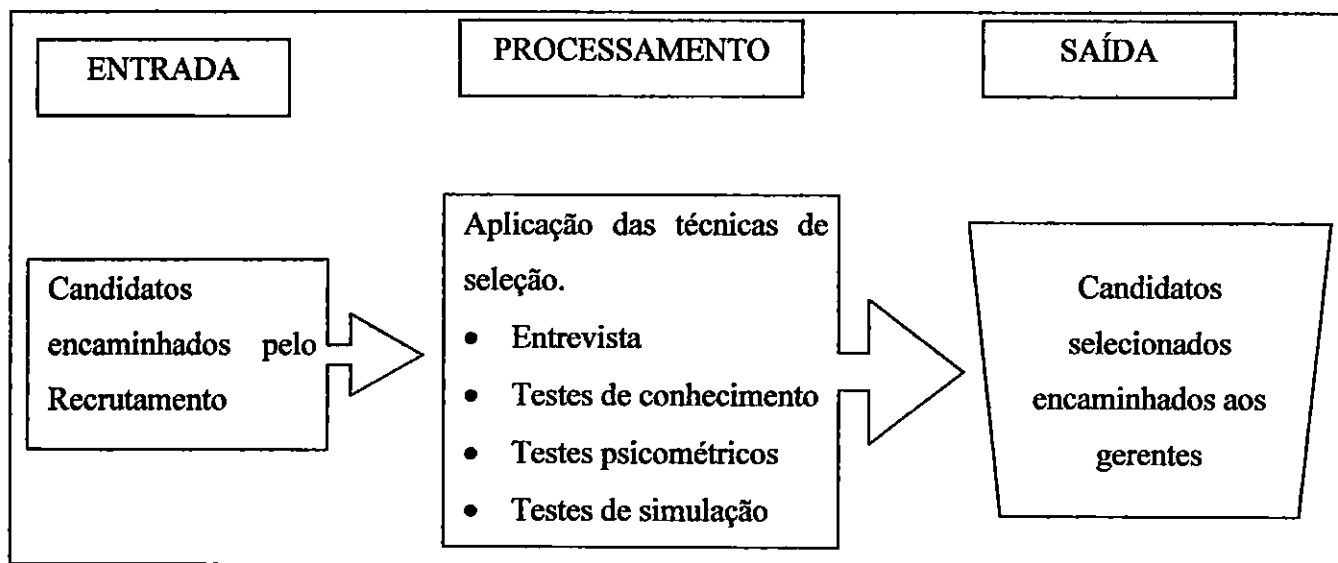 ENTRADA
PROCESSAMENTO
SAÍDA
Candidatos
encaminhados pelo
Recrutamento
Aplicação das técnicas de
seleção.
• Entrevista
• Testes de conhecimento
• Testes psicométricos
• Testes de simulação
Candidatos
selecionados
encaminhados aos
gerentes